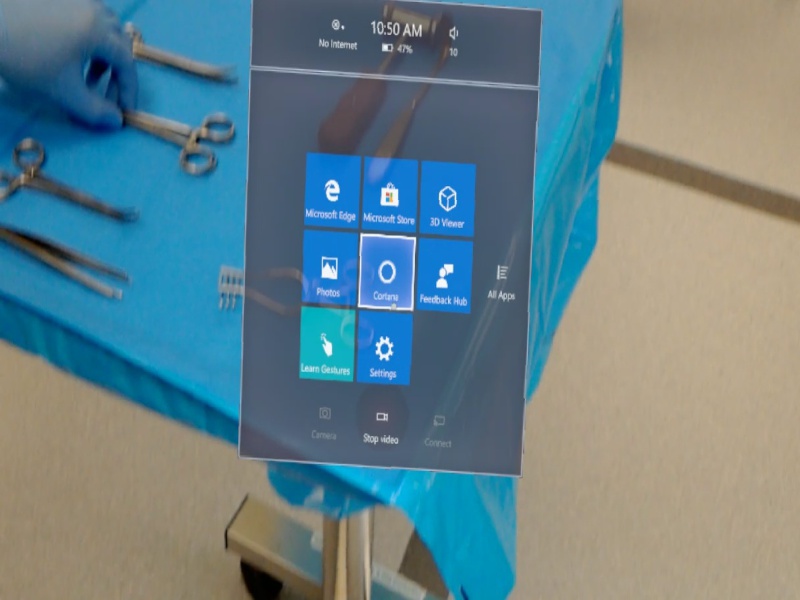 10:50 AM
No Internet
47%
10
Microsoft Edge
Microsoft Store
3D Viewer
Photos
Cortana
Feedback Hub
All Apps
Learn Gestures
Settings
Camera
Stop video
Connect